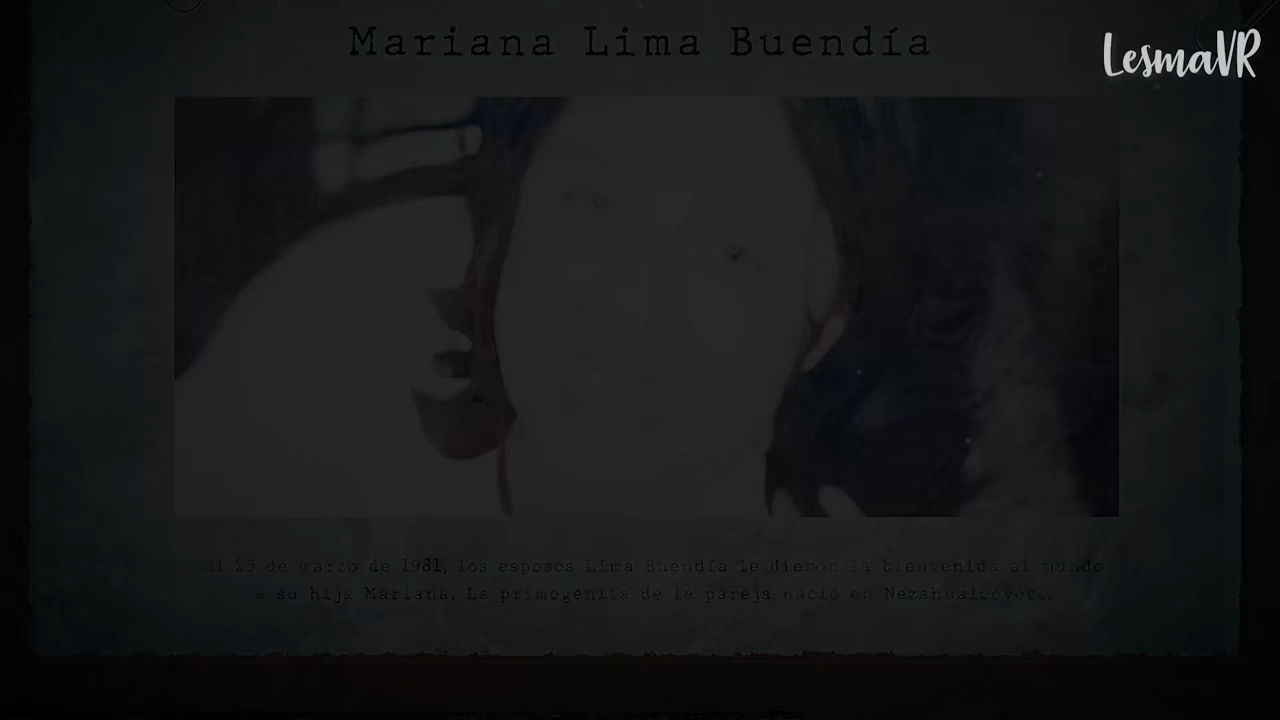 Mariana Lima Buendía
LesmaVR
El 25 de marzo de 1981, los esposos Lima Buendía le dieron la bienvenida al mundo
a su hija Mariana. La primogénita de la pareja nació en Nezahualcóyotl.